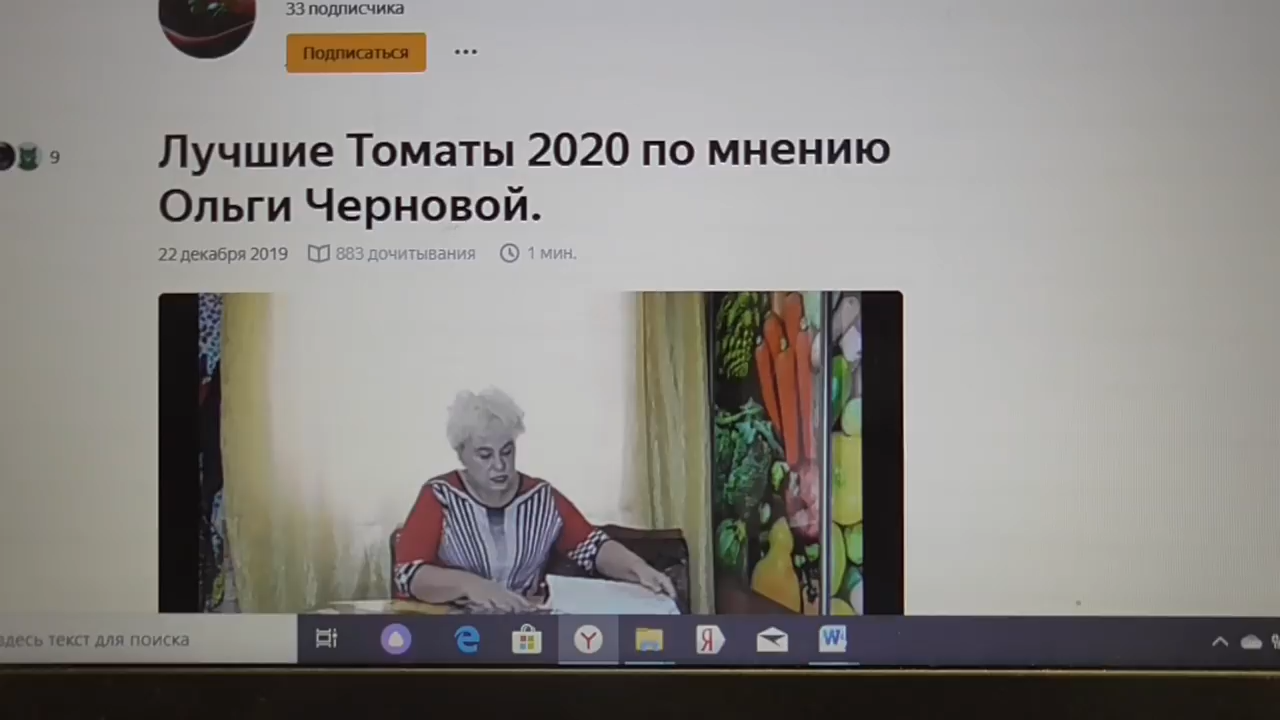 33 подписчика
Подписаться
9
Лучшие Томаты 2020 по мнению
Ольги Черновой.
22 декабря 2019 883 дочитывания 1 мин.
здесь текст для поиска